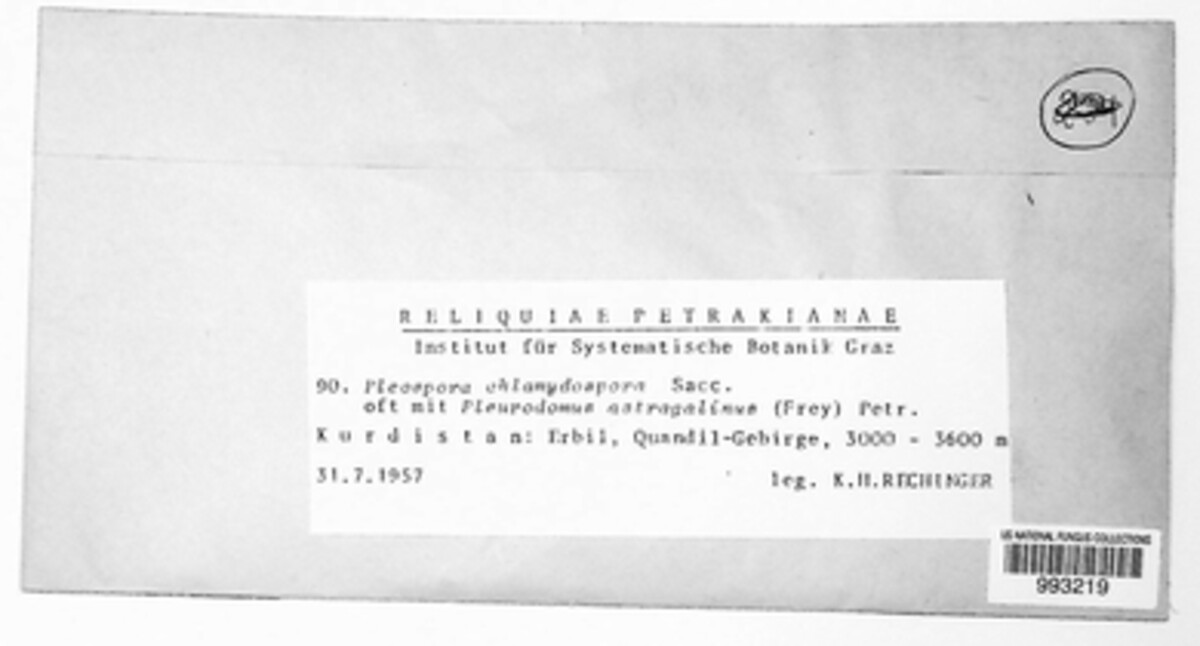 RELIQUIAE PETRAKIANAE
Institut für Systematische Botanik Graz
90. Pleospora chlamydospora Sacc.
oft mit Pleurodomus astragalinus (Frey) Petr.
Kurdistan: Erbil, Quandil-Gebirge, 3000 - 3600 m
31.7.1957 leg. K.H.RECHINGER
US NATIONAL FUNGUS COLLECTIONS
993219